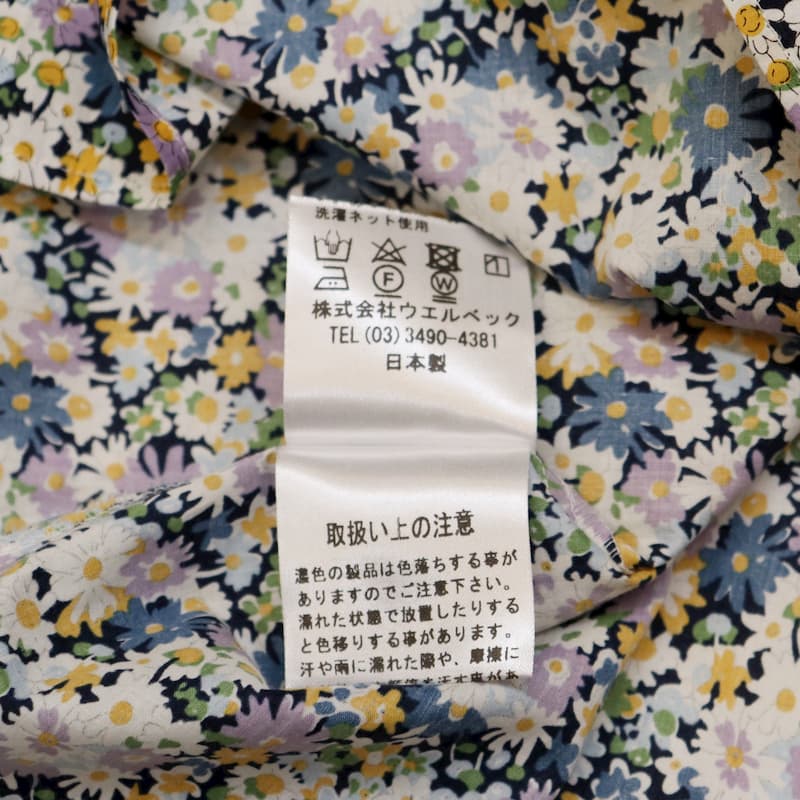 洗濯ネット使用
F
W
1
株式会社ウエルベック
TEL (03) 3490-4381
日本製
取扱い上の注意
濃色の製品は色落ちする事が
ありますのでご注意下さい。
濡れた状態で放置したりする
と色移りする事があります。
汗や雨に濡れた際や、摩擦に